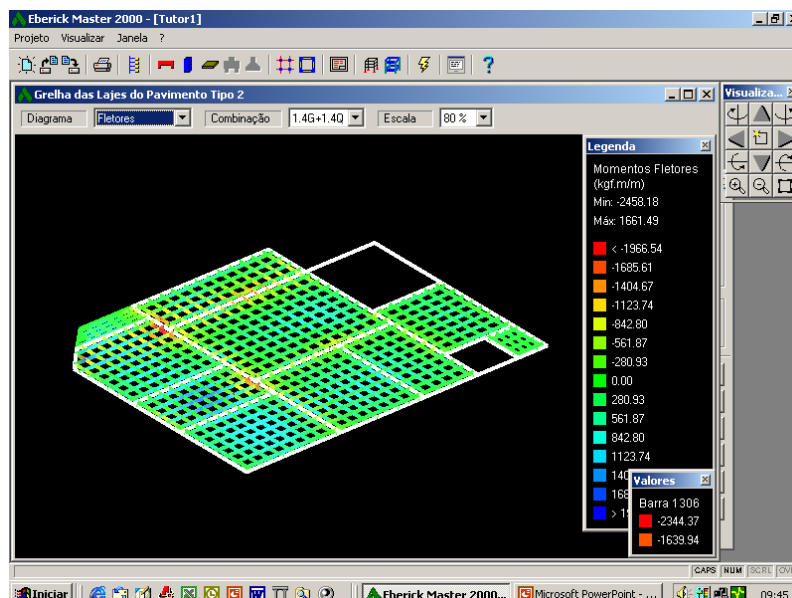 Eberick Master 2000 - [Tutor1]
Projeto Visualizar Janela ?
Grelha das Lajes do Pavimento Tipo 2
Visualiza...
Diagrama Fletores Combinação 1.4G+1.4Q Escala 80 %
Legenda
Momentos Fletores
(kgf.m/m)
Min: -2458.18
Máx: 1661.49
< -1966.54
-1685.61
-1404.67
-1123.74
-842.80
-561.87
-280.93
0.00
280.93
561.87
842.80
1123.74
Valores
Barra 1306
-2344.37
-1639.94
CAPS NUM SCRL
Iniciar
Eberick Master 2000...
Microsoft PowerPoint - ...
09:45